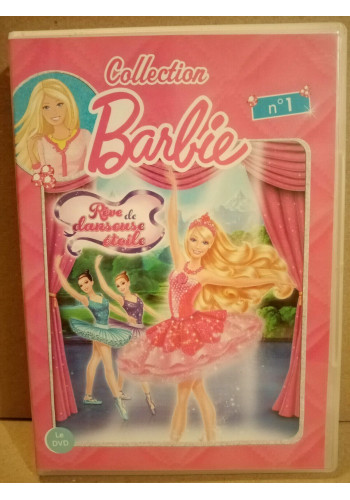 Collection
n°1
Barbie
Rêve de
danseuse
étoile
Le
DVD